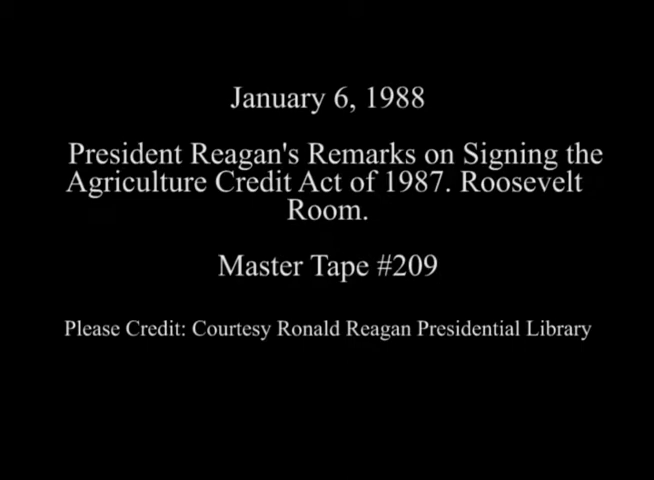 January 6, 1988
President Reagan's Remarks on Signing the
Agriculture Credit Act of 1987. Roosevelt
Room.
Master Tape #209
Please Credit: Courtesy Ronald Reagan Presidential Library